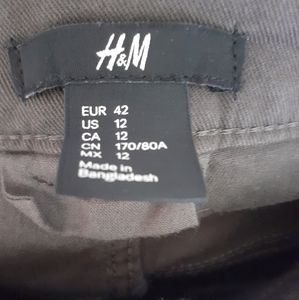 H&M
EUR 42
US 12
CA 12
CN 170/80A
MX 12
Made in
Bangladesh